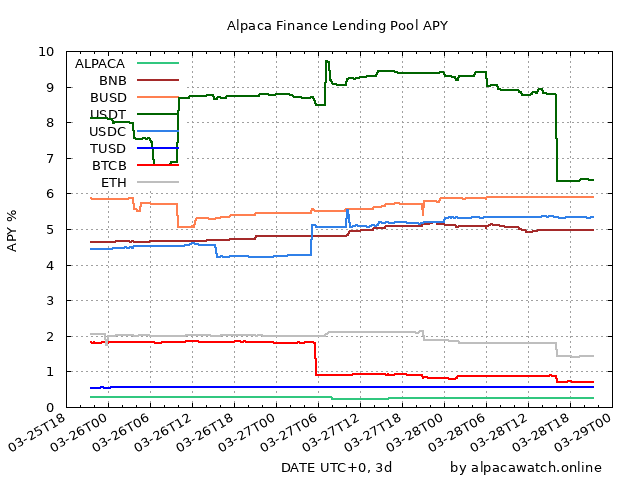 Alpaca Finance Lending Pool APY
10
9
8
7
6
5
4
3
2
1
0
APY %
ALPACA
BNB
BUSD
USDT
USDC
TUSD
BTCB
ETH
03-25T18
03-26T00
03-26T06
03-26T12
03-26T18
03-27T00
03-27T06
03-27T12
03-27T18
03-28T00
03-28T06
03-28T12
03-28T18
03-29T00
DATE UTC+0, 3d
by alpacawatch.online